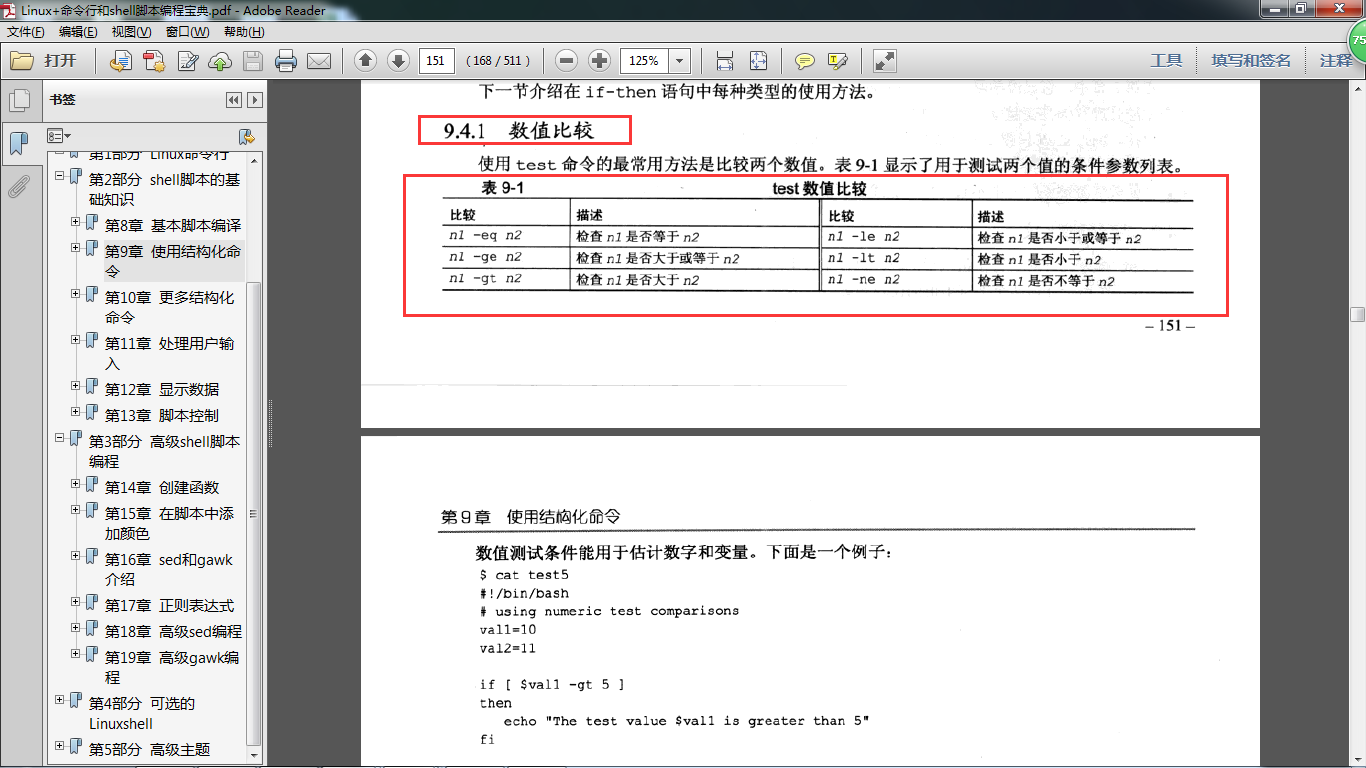 Linux+命令行和shell脚本编程宝典.pdf - Adobe Reader
文件(F) 编辑(E) 视图(V) 窗口(W) 帮助(H)
打开 151 (168 / 511) 125% 工具 填写和签名 注释
75
书签
第1部分 Linux命令行
第2部分 shell脚本的基
础知识
第8章 基本脚本编译
第9章 使用结构化命
令
第10章 更多结构化
命令
第11章 处理用户输
入
第12章 显示数据
第13章 脚本控制
第3部分 高级shell脚本
编程
第14章 创建函数
第15章 在脚本中添
加颜色
第16章 sed和gawk
介绍
第17章 正则表达式
第18章 高级sed编程
第19章 高级gawk编
程
第4部分 可选的
Linuxshell
第5部分 高级主题
下一节介绍在 if-then 语句中每种类型的使用方法。
9.4.1 数值比较
使用 test 命令的最常用方法是比较两个数值。表 9-1 显示了用于测试两个值的条件参数列表。
表 9-1 test 数值比较
比较 描述 比较 描述
n1 -eq n2 检查 n1 是否等于 n2 n1 -le n2 检查 n1 是否小于或等于 n2
n1 -ge n2 检查 n1 是否大于或等于 n2 n1 -lt n2 检查 n1 是否小于 n2
n1 -gt n2 检查 n1 是否大于 n2 n1 -ne n2 检查 n1 是否不等于 n2
– 151 –
第 9 章 使用结构化命令
数值测试条件能用于估计数字和变量。下面是一个例子：
$ cat test5
#!/bin/bash
# using numeric test comparisons
val1=10
val2=11
if [ $val1 -gt 5 ]
then
echo "The test value $val1 is greater than 5"
fi